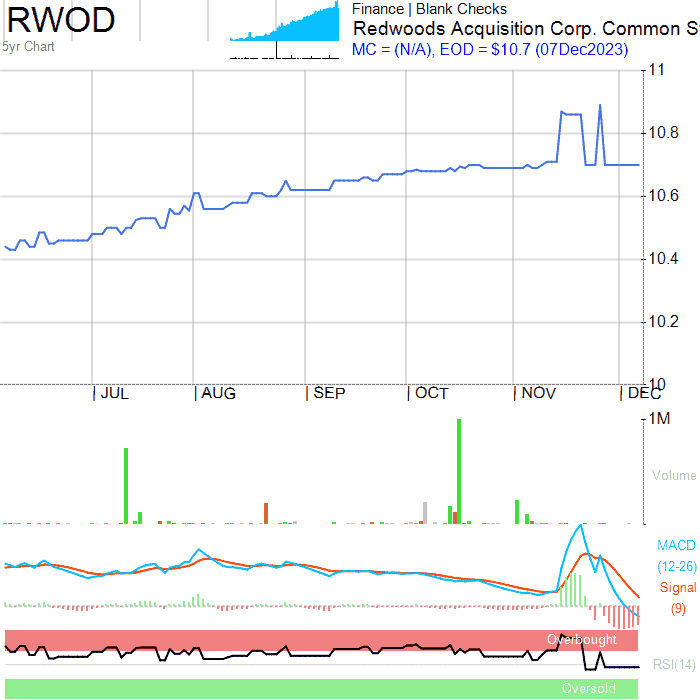 RWOD
5yr Chart
Finance | Blank Checks
Redwoods Acquisition Corp. Common S
MC = (N/A), EOD = $10.7 (07Dec2023)
11
10.8
10.6
10.4
10.2
10
| JUL | AUG | SEP | OCT | NOV | DEC
1M
Volume
MACD
(12-26)
Signal
(9)
Overbought
RSI(14)
Oversold